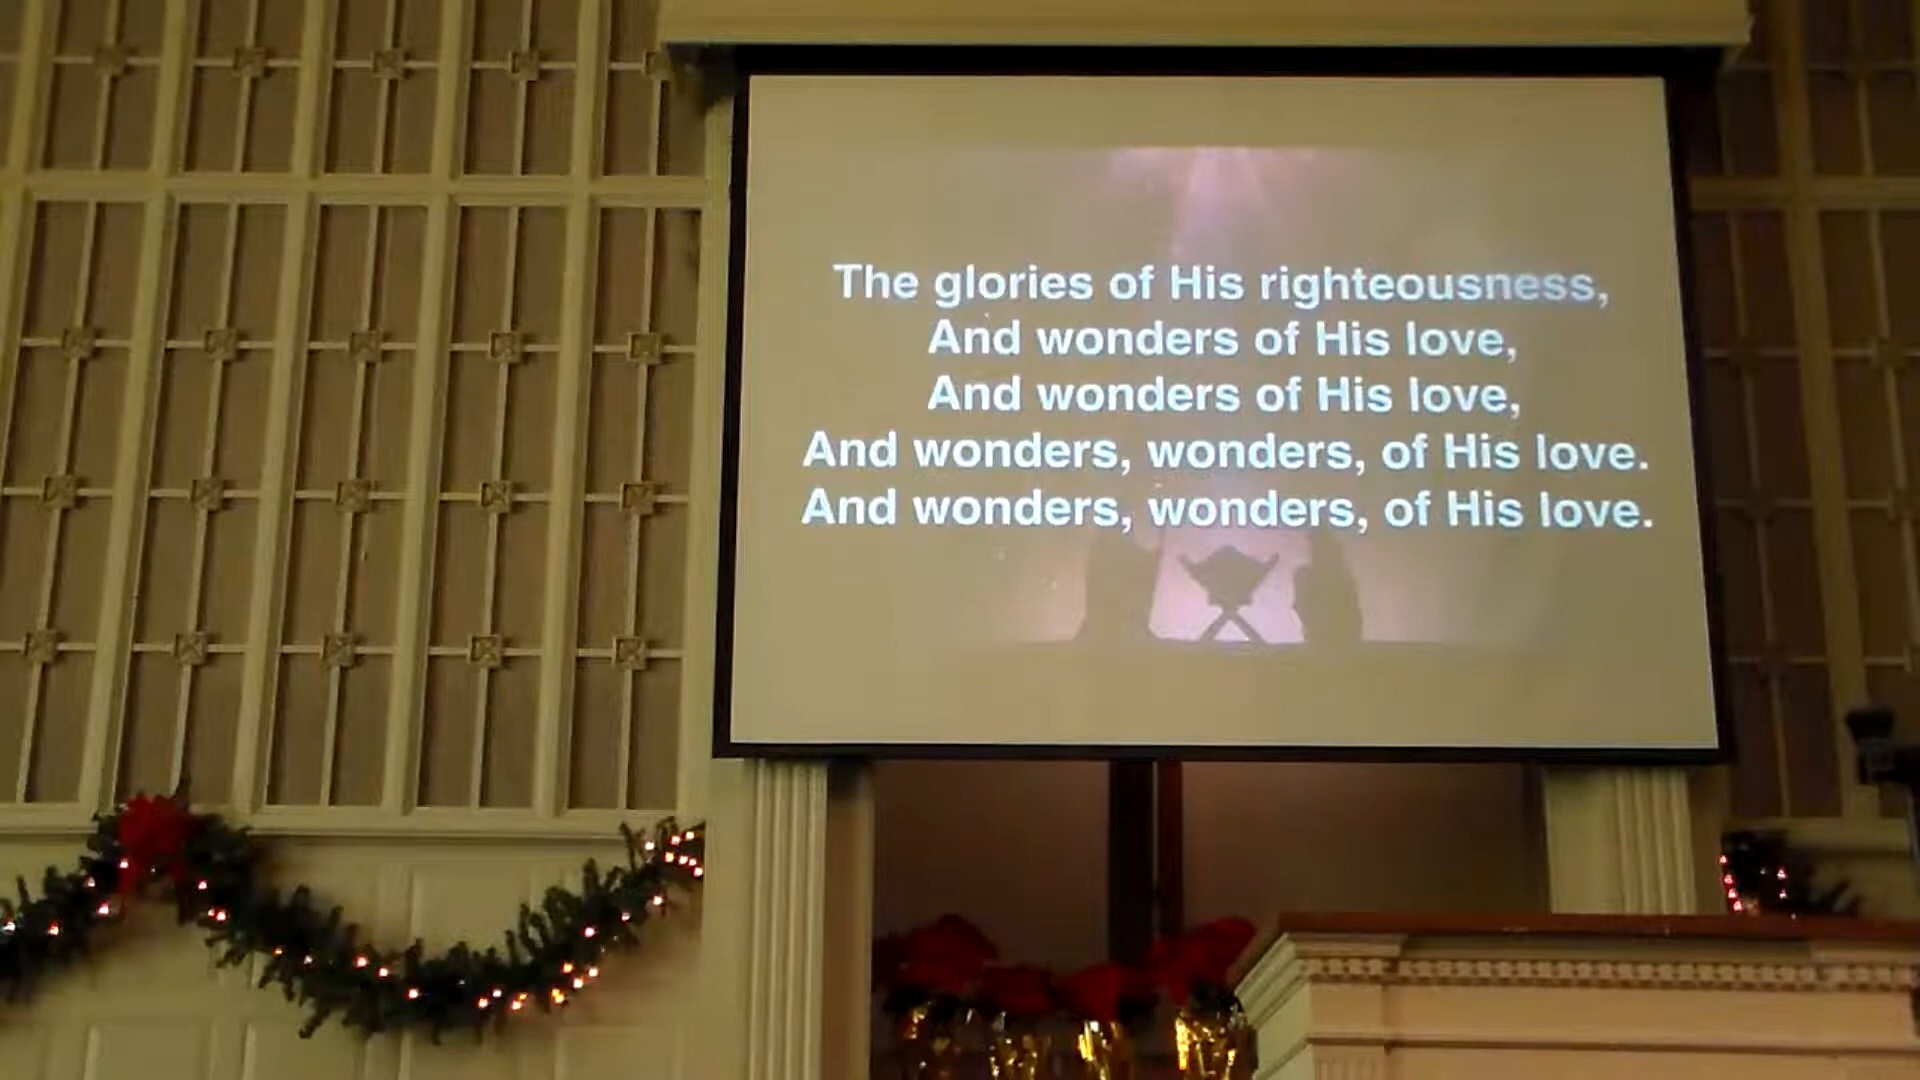 The glories of His righteousness,
And wonders of His love,
And wonders of His love,
And wonders, wonders, of His love.
And wonders, wonders, of His love.